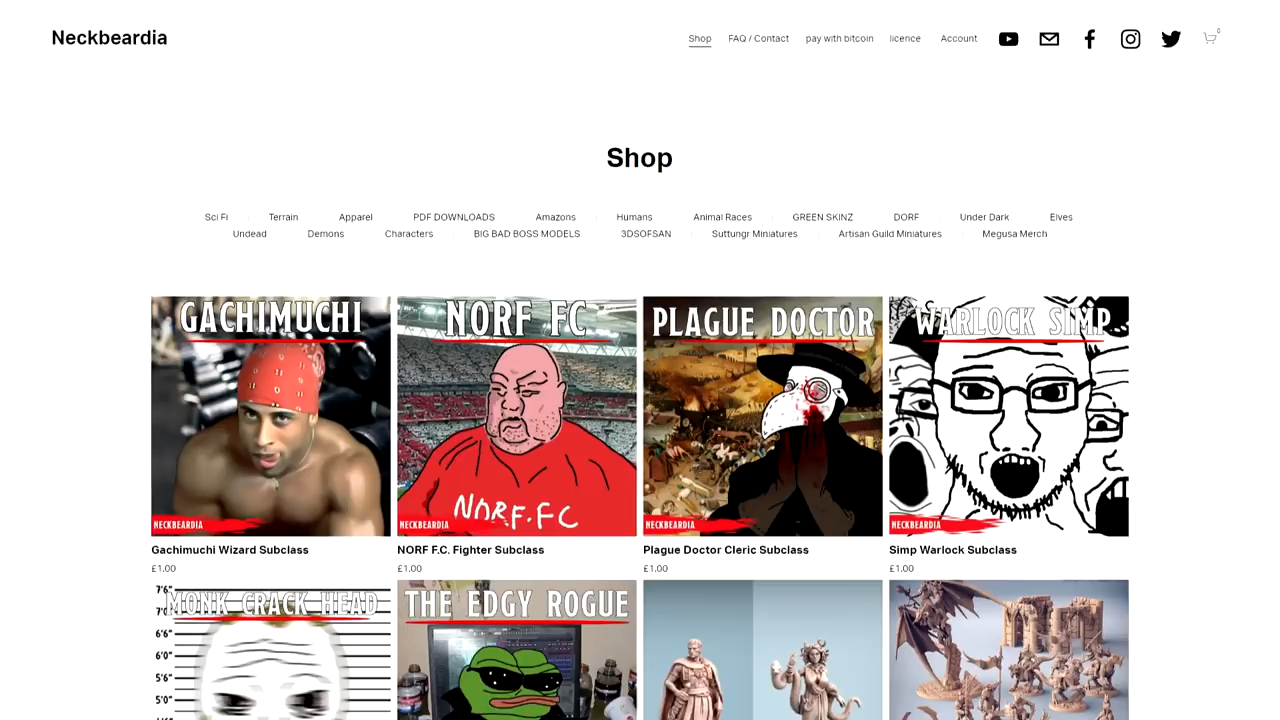 Neckbeardia
Shop FAQ / Contact pay with bitcoin licence Account 0
Shop
Sci Fi Terrain Apparel PDF DOWNLOADS Amazons Humans Animal Races GREEN SKINZ DORF Under Dark Elves
Undead Demons Characters BIG BAD BOSS MODELS 3DSOFSAN Suttungr Miniatures Artisan Guild Miniatures Megusa Merch
GACHIMUCHI NORF FC PLAGUE DOCTOR WARLOCK SIMP
NORF.FC
NECKBEARDIA NECKBEARDIA NECKBEARDIA NECKBEARDIA
Gachimuchi Wizard Subclass NORF F.C. Fighter Subclass Plague Doctor Cleric Subclass Simp Warlock Subclass
£1.00 £1.00 £1.00 £1.00
7'6"
MONK CRACK HEAD THE EDGY ROGUE
7'0"
6'6"
6'0"
5'6"
5'0"